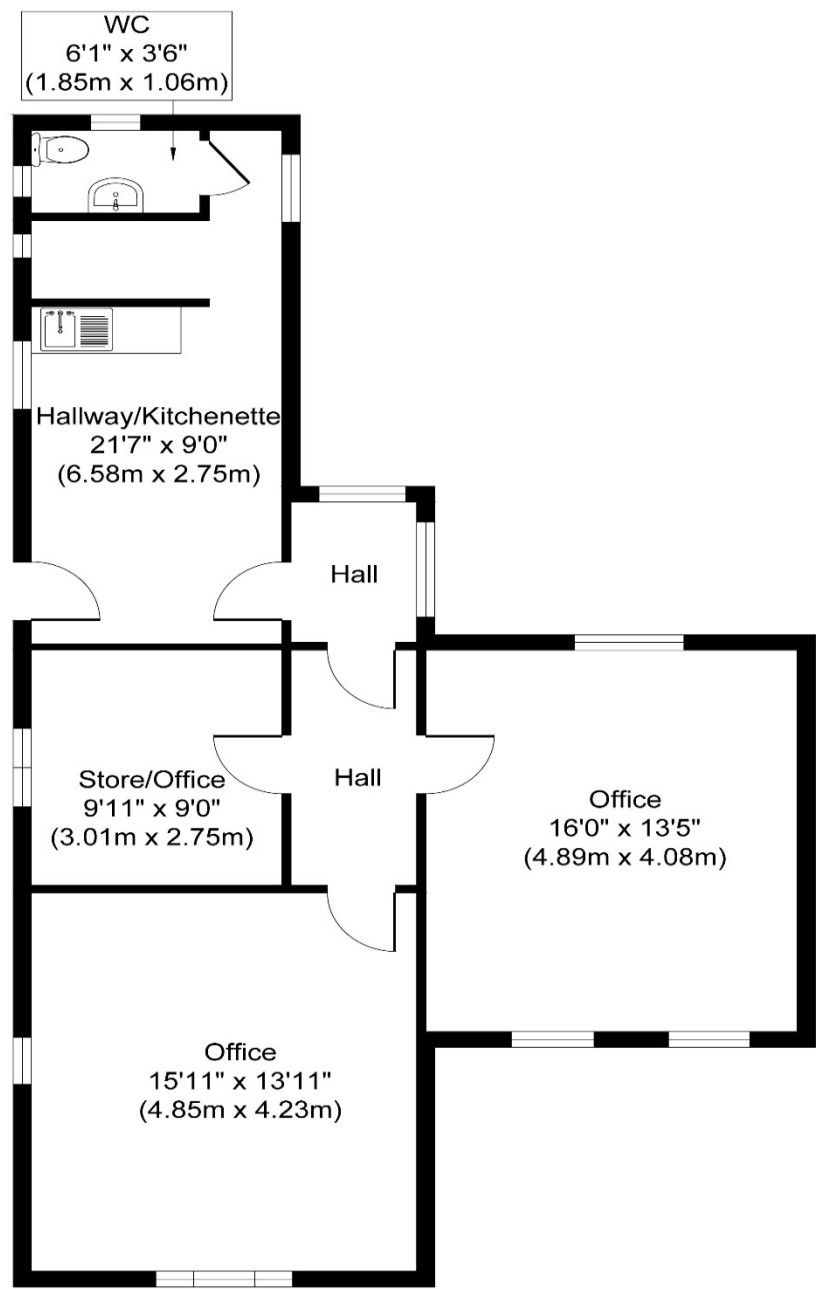 WC
6'1" x 3'6"
(1.85m x 1.06m)
Hallway/Kitchenette
21'7" x 9'0"
(6.58m x 2.75m)
Hall
Store/Office
9'11" x 9'0"
(3.01m x 2.75m)
Hall
Office
16'0" x 13'5"
(4.89m x 4.08m)
Office
15'11" x 13'11"
(4.85m x 4.23m)